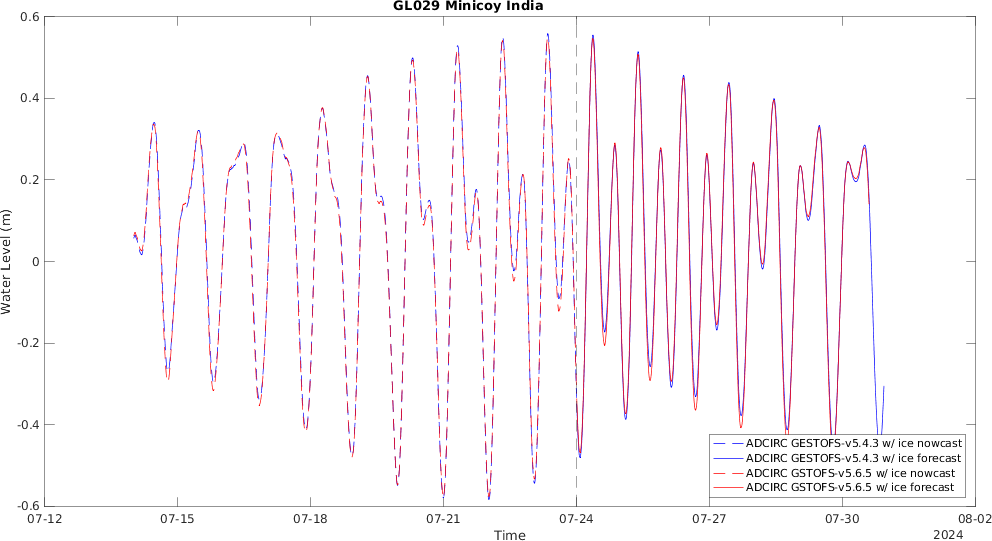 GL029 Minicoy India
0.6
0.4
0.2
0
-0.2
-0.4
-0.6
Water Level (m)
ADCIRC GESTOFS-v5.4.3 w/ ice nowcast
ADCIRC GESTOFS-v5.4.3 w/ ice forecast
ADCIRC GSTOFS-v5.6.5 w/ ice nowcast
ADCIRC GSTOFS-v5.6.5 w/ ice forecast
07-12 07-15 07-18 07-21 07-24 07-27 07-30 08-02
Time
2024